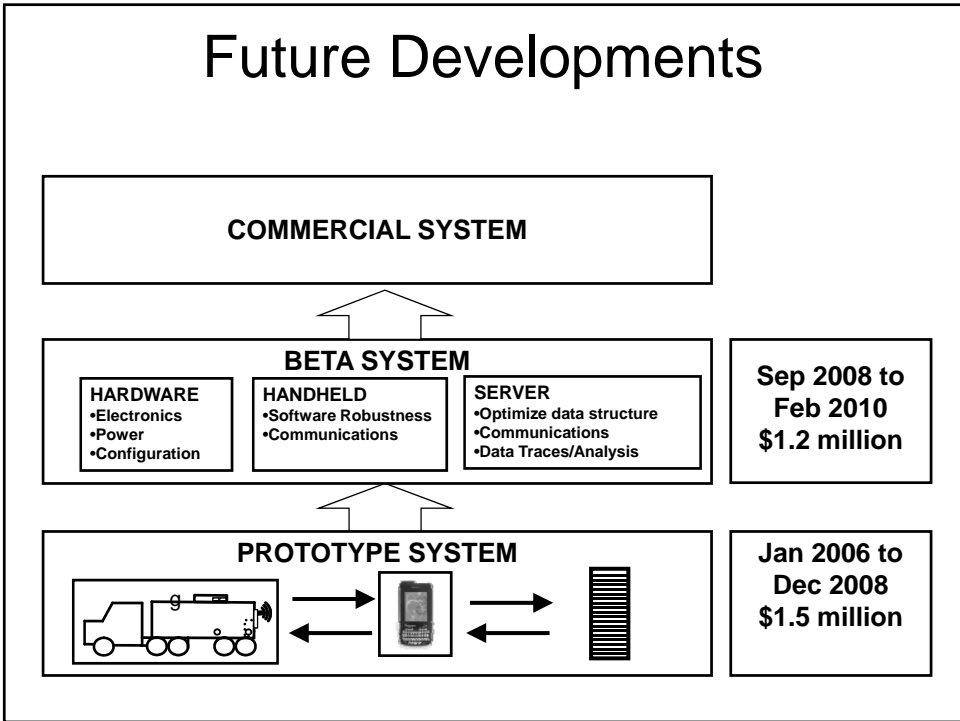 Future Developments
COMMERCIAL SYSTEM
BETA SYSTEM
HARDWARE
•Electronics
•Power
•Configuration
HANDHELD
•Software Robustness
•Communications
SERVER
•Optimize data structure
•Communications
•Data Traces/Analysis
Sep 2008 to
Feb 2010
$1.2 million
PROTOTYPE SYSTEM
g
Jan 2006 to
Dec 2008
$1.5 million